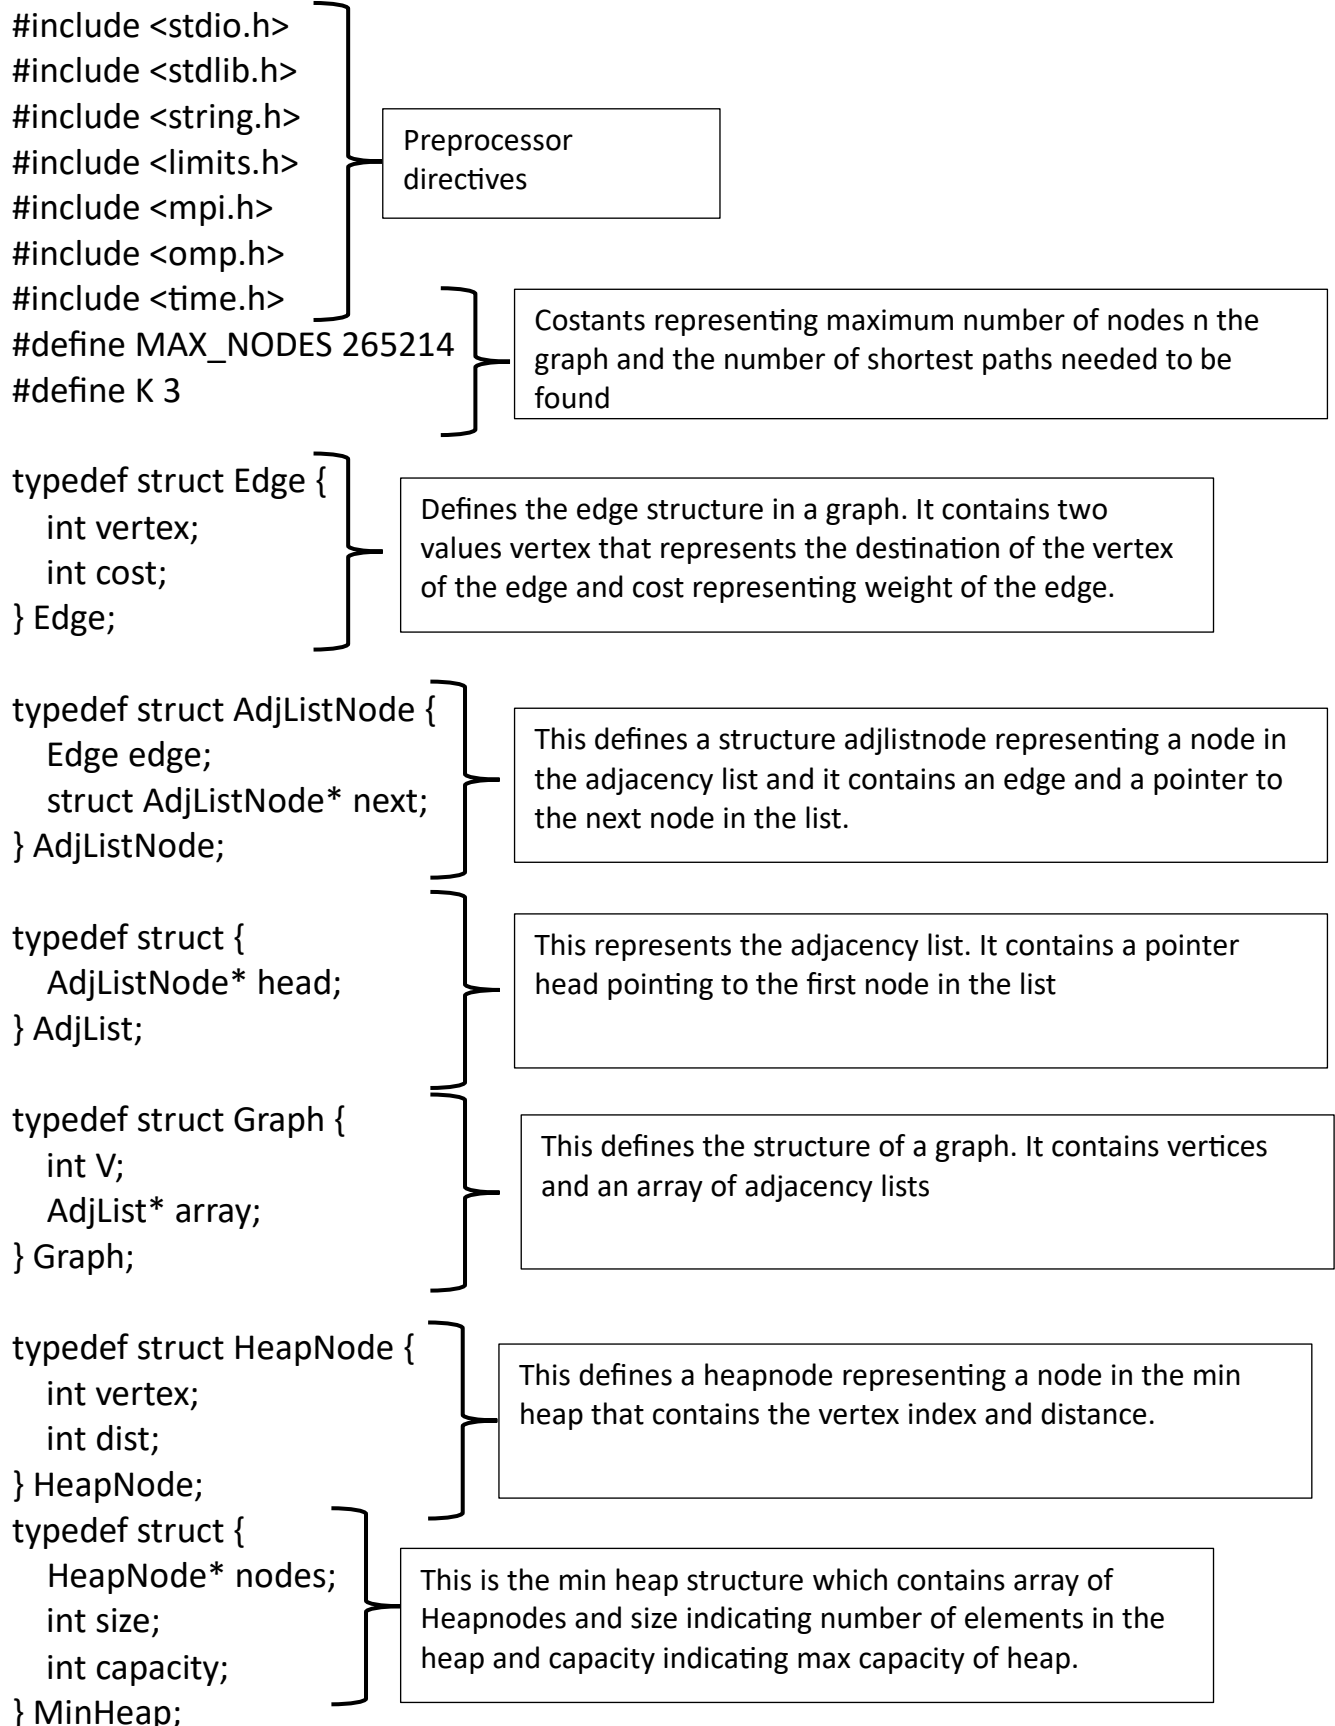 #include <stdio.h>
#include <stdlib.h>
#include <string.h>
#include <limits.h>
#include <mpi.h>
#include <omp.h>
#include <time.h>
Preprocessor
directives
#define MAX_NODES 265214
#define K 3
Costants representing maximum number of nodes n the
graph and the number of shortest paths needed to be
found
typedef struct Edge {
int vertex;
int cost;
} Edge;
Defines the edge structure in a graph. It contains two
values vertex that represents the destination of the vertex
of the edge and cost representing weight of the edge.
typedef struct AdjListNode {
Edge edge;
struct AdjListNode* next;
} AdjListNode;
This defines a structure adjlistnode representing a node in
the adjacency list and it contains an edge and a pointer to
the next node in the list.
typedef struct {
AdjListNode* head;
} AdjList;
This represents the adjacency list. It contains a pointer
head pointing to the first node in the list
typedef struct Graph {
int V;
AdjList* array;
} Graph;
This defines the structure of a graph. It contains vertices
and an array of adjacency lists
typedef struct HeapNode {
int vertex;
int dist;
} HeapNode;
This defines a heapnode representing a node in the min
heap that contains the vertex index and distance.
typedef struct {
HeapNode* nodes;
int size;
int capacity;
} MinHeap;
This is the min heap structure which contains array of
Heapnodes and size indicating number of elements in the
heap and capacity indicating max capacity of heap.